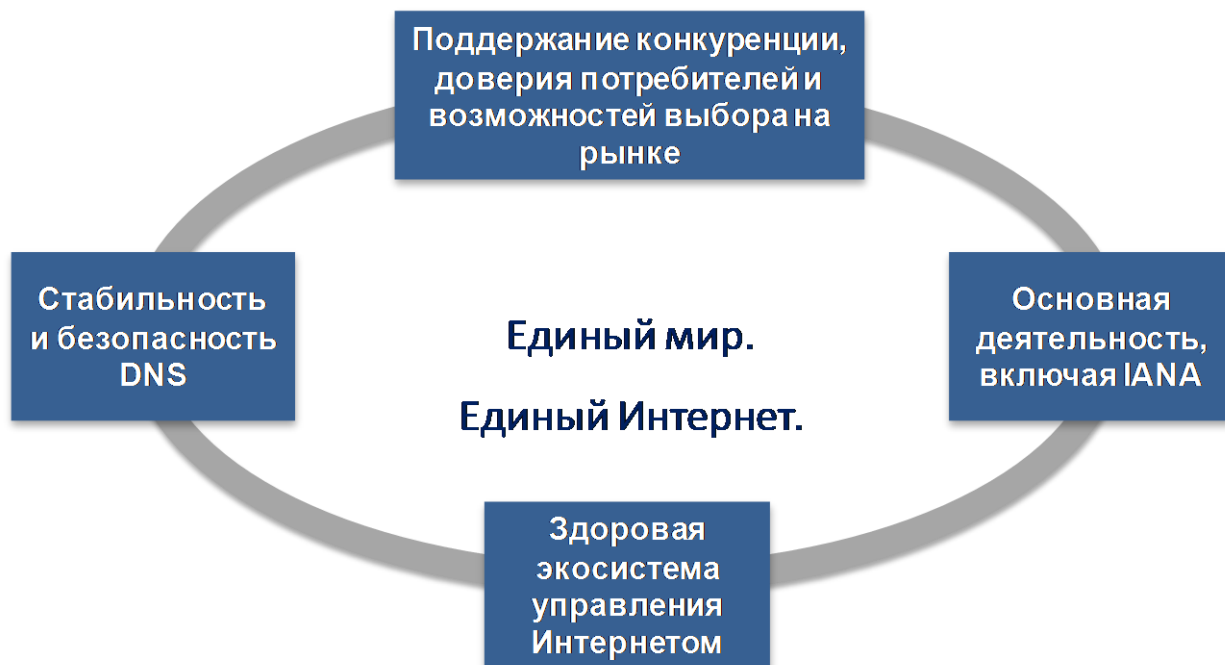 Поддержание конкуренции,
доверия потребителей и
возможностей выбора на
рынке
Стабильность
и безопасность
DNS
Единый мир.
Единый Интернет.
Основная
деятельность,
включая IANA
Здоровая
экосистема
управления
Интернетом